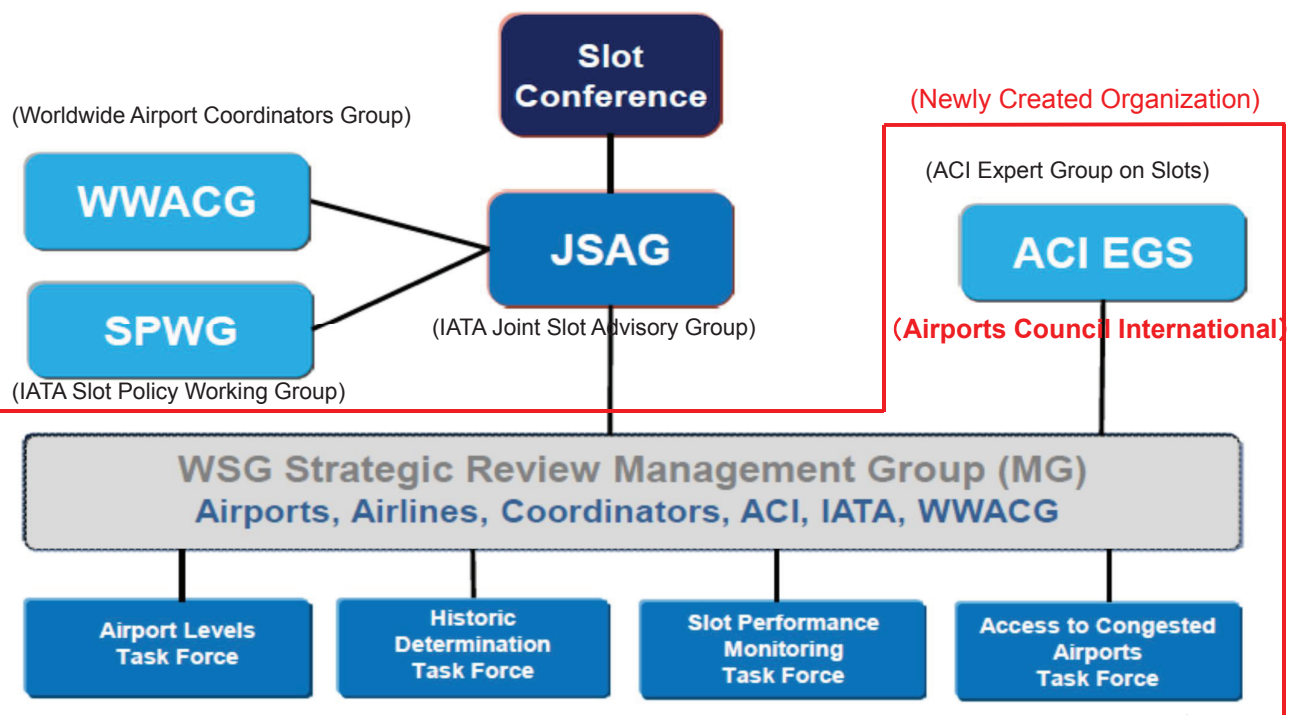 Slot
Conference
(Worldwide Airport Coordinators Group)
(Newly Created Organization)
WWACG
(ACI Expert Group on Slots)
JSAG
ACI EGS
SPWG
(IATA Joint Slot Advisory Group)
(Airports Council International)
(IATA Slot Policy Working Group)
WSG Strategic Review Management Group (MG)
Airports, Airlines, Coordinators, ACI, IATA, WWACG
Airport Levels
Task Force
Historic
Determination
Task Force
Slot Performance
Monitoring
Task Force
Access to Congested
Airports
Task Force